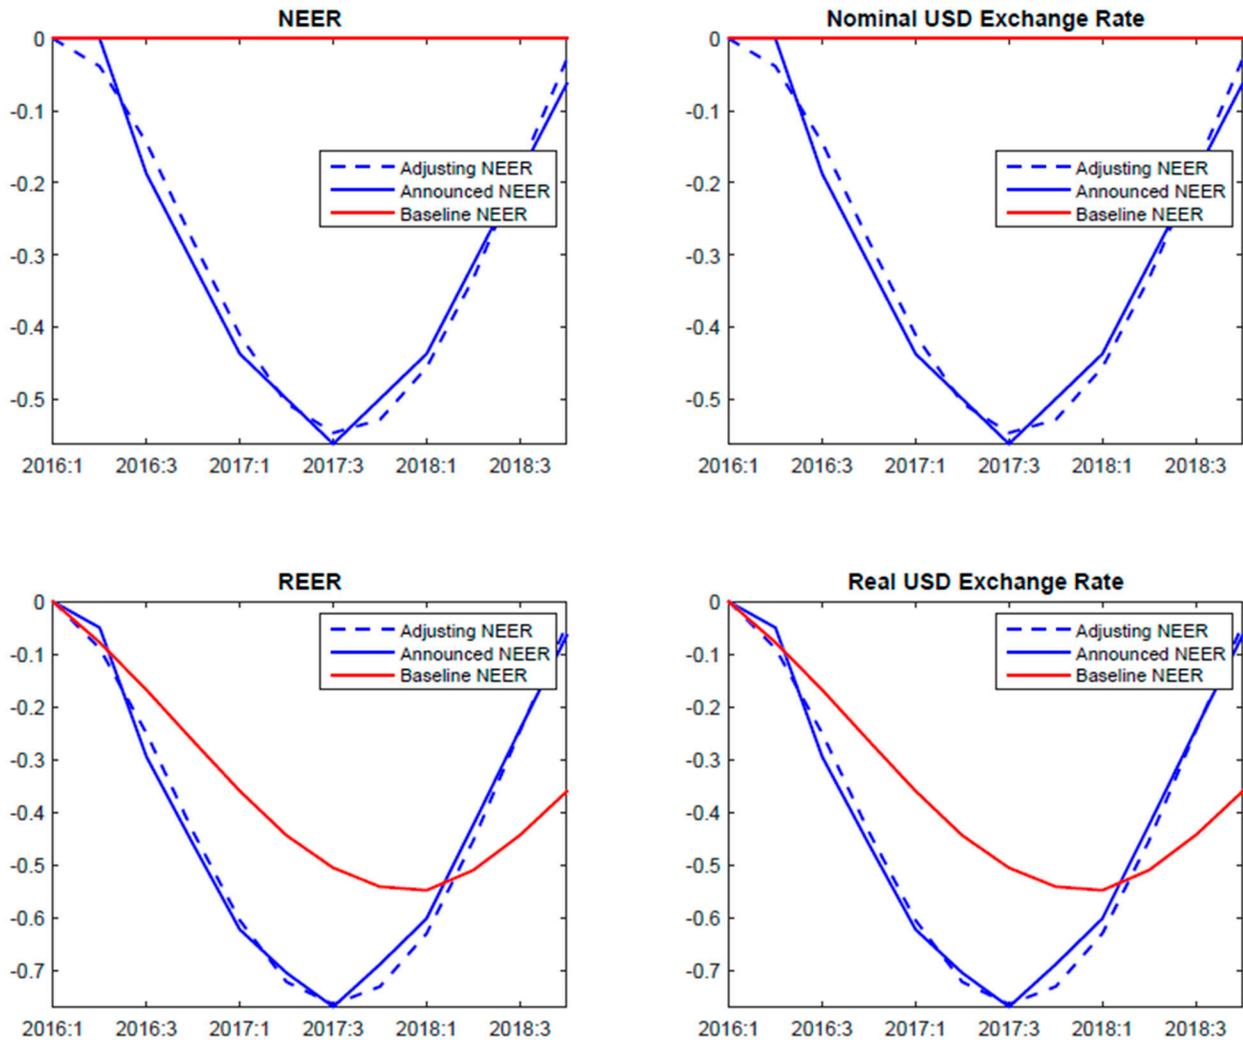 NEER
0
-0.1
-0.2
-0.3
-0.4
-0.5
Adjusting NEER
Announced NEER
Baseline NEER
2016:1 2016:3 2017:1 2017:3 2018:1 2018:3
Nominal USD Exchange Rate
0
-0.1
-0.2
-0.3
-0.4
-0.5
Adjusting NEER
Announced NEER
Baseline NEER
2016:1 2016:3 2017:1 2017:3 2018:1 2018:3
REER
0
-0.1
-0.2
-0.3
-0.4
-0.5
-0.6
-0.7
Adjusting NEER
Announced NEER
Baseline NEER
2016:1 2016:3 2017:1 2017:3 2018:1 2018:3
Real USD Exchange Rate
0
-0.1
-0.2
-0.3
-0.4
-0.5
-0.6
-0.7
Adjusting NEER
Announced NEER
Baseline NEER
2016:1 2016:3 2017:1 2017:3 2018:1 2018:3